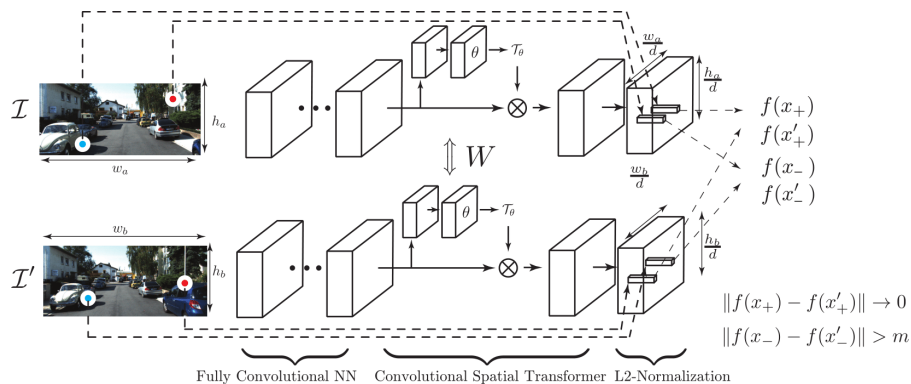 w_a/d
θ
𝒯_θ
h_a/d
ℐ
h_a
f(x_+)
f(x'_+)
w_a
W
f(x_-)
w_b/d
f(x'_-)
w_b
θ
𝒯_θ
h_b/d
ℐ'
h_b
‖f(x_+) − f(x'_+)‖ → 0
‖f(x_-) − f(x'_-)‖ > m
Fully Convolutional NN
Convolutional Spatial Transformer
L2-Normalization